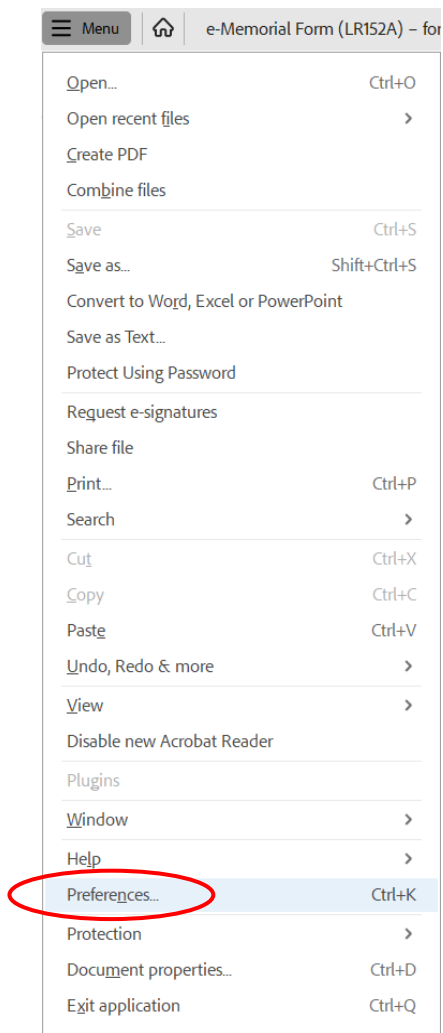 Menu e-Memorial Form (LR152A) – for
Open... Ctrl+O
Open recent files
Create PDF
Combine files
Save Ctrl+S
Save as... Shift+Ctrl+S
Convert to Word, Excel or PowerPoint
Save as Text...
Protect Using Password
Request e-signatures
Share file
Print... Ctrl+P
Search
Cut Ctrl+X
Copy Ctrl+C
Paste Ctrl+V
Undo, Redo & more
View
Disable new Acrobat Reader
Plugins
Window
Help
Preferences... Ctrl+K
Protection
Document properties... Ctrl+D
Exit application Ctrl+Q